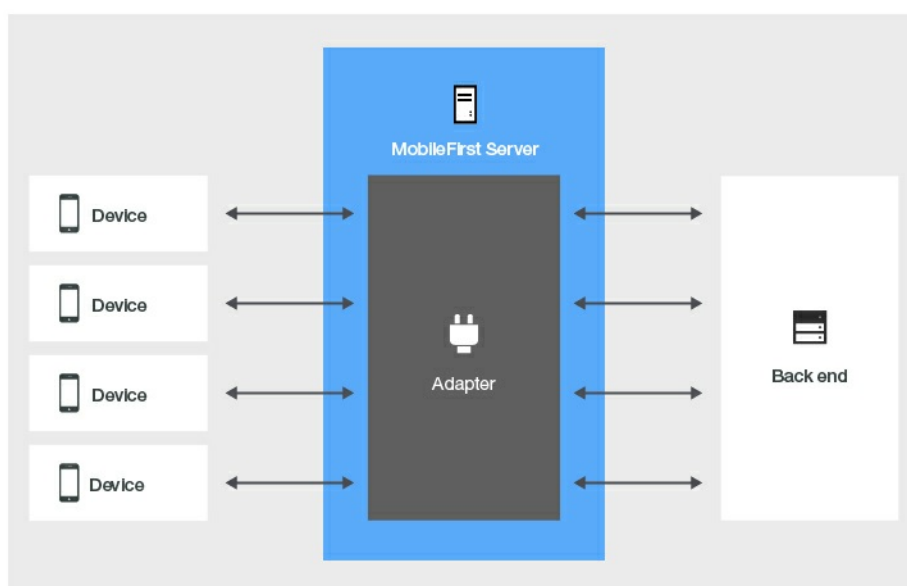 MobileFirst Server
Device
Device
Device
Device
Adapter
Back end